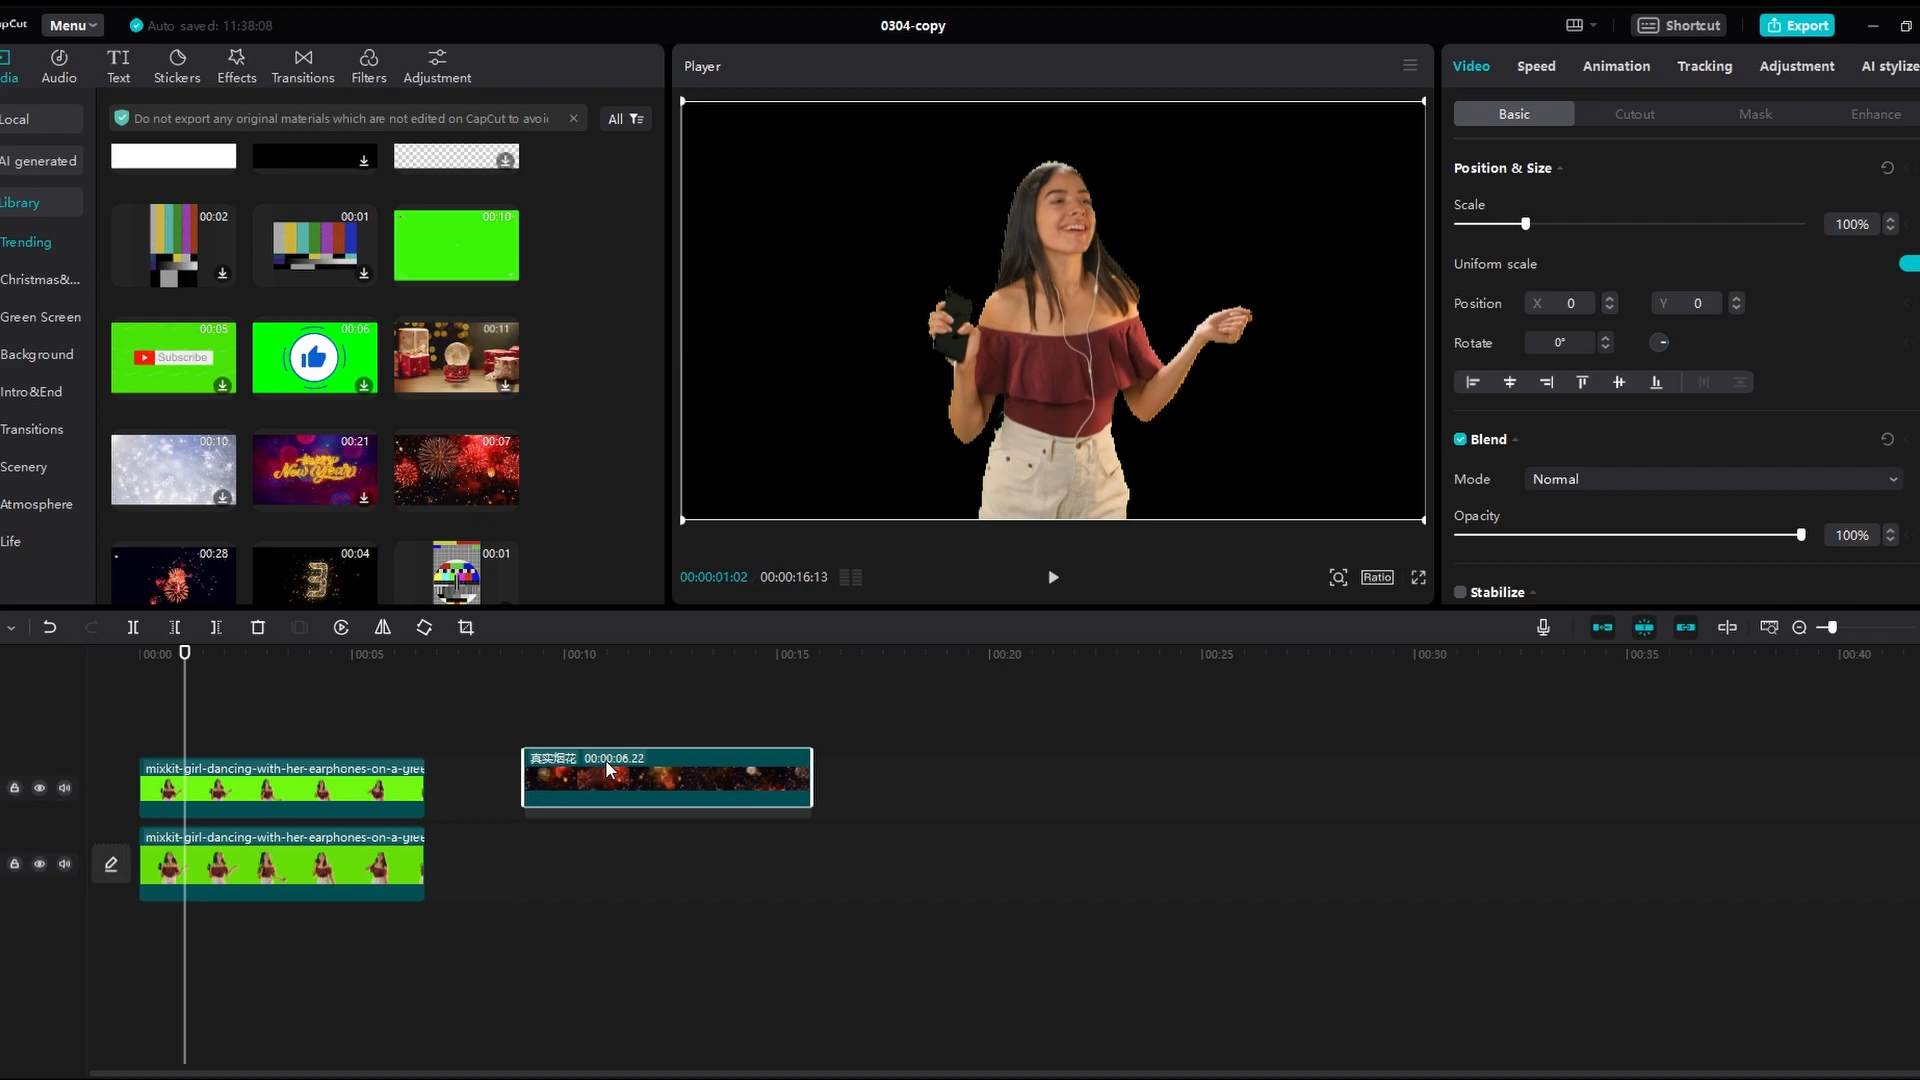 pCut
Menu
Auto saved: 11:38:08
0304-copy
Shortcut
Export
dia
Audio
Text
Stickers
Effects
Transitions
Filters
Adjustment
Player
Video
Speed
Animation
Tracking
Adjustment
AI stylize
Local
AI generated
Library
Trending
Christmas&...
Green Screen
Background
Intro&End
Transitions
Scenery
Atmosphere
Life
Do not export any original materials which are not edited on CapCut to avoi
All
00:02
00:01
00:10
00:05
Subscribe
00:06
00:11
00:10
00:21
Happy
New Year
00:07
00:28
00:04
3
00:01
Basic
Cutout
Mask
Enhance
Position & Size
Scale
100%
Uniform scale
Position
X 0
Y 0
Rotate
0°
Blend
Mode
Normal
Opacity
100%
Stabilize
00:00:01:02
00:00:16:13
Ratio
00:00
00:05
00:10
00:15
00:20
00:25
00:30
00:35
00:40
真实烟花 00:00:06:22
mixkit-girl-dancing-with-her-earphones-on-a-gree
mixkit-girl-dancing-with-her-earphones-on-a-gree